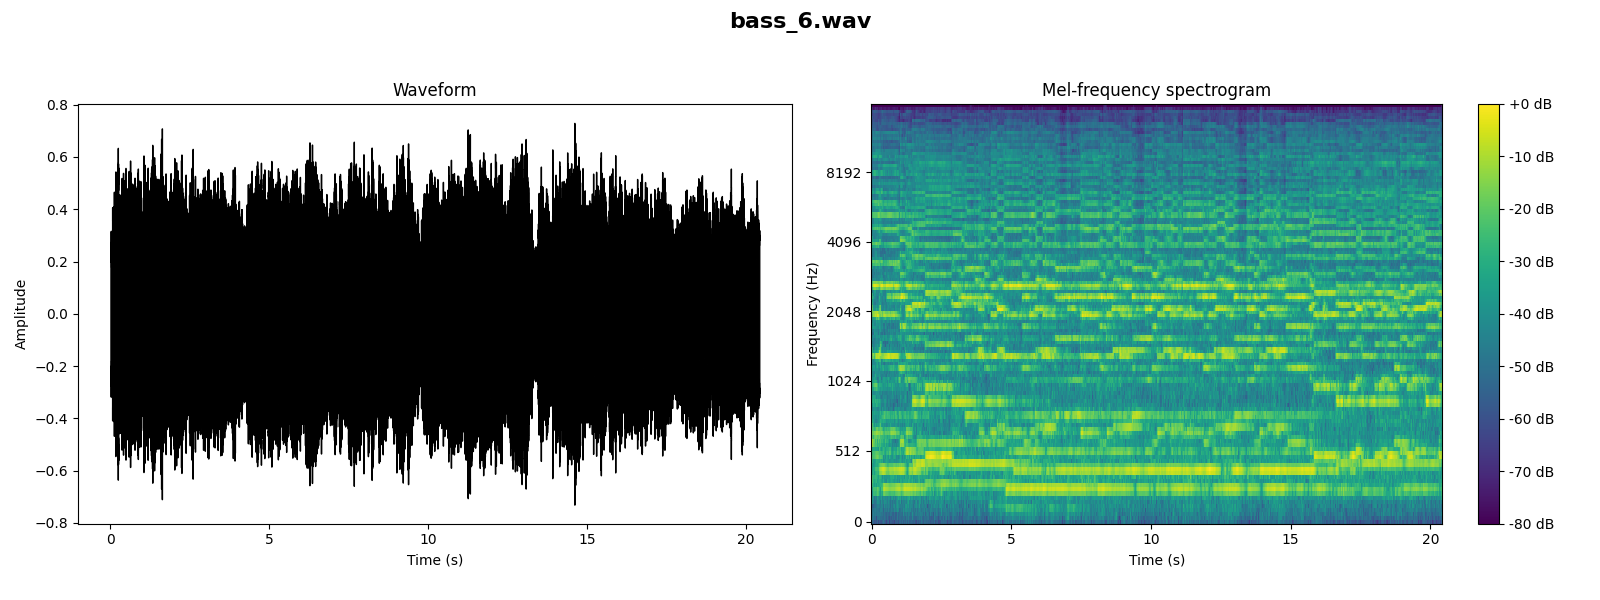 bass_6.wav
Waveform
Mel-frequency spectrogram
0.8
0.6
0.4
0.2
0.0
−0.2
−0.4
−0.6
−0.8
Amplitude
0
5
10
15
20
Time (s)
8192
4096
2048
1024
512
0
Frequency (Hz)
0
5
10
15
20
Time (s)
+0 dB
-10 dB
-20 dB
-30 dB
-40 dB
-50 dB
-60 dB
-70 dB
-80 dB